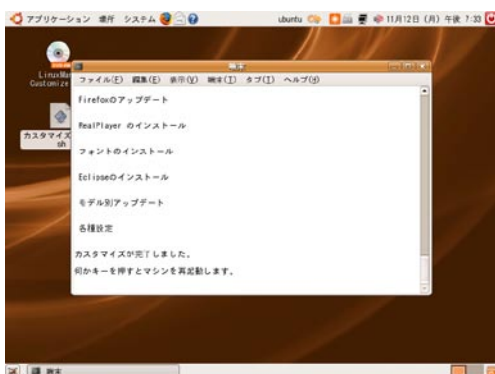 アプリケーション 場所 システム
ubuntu
11月12日 (月) 午後 7:33
カスタマイズ
sh
端末
ファイル(F) 編集(E) 表示(V) 端末(T) タブ(T) ヘルプ(H)
Firefoxのアップデート
RealPlayer のインストール
フォントのインストール
Eclipseのインストール
モデル別アップデート
各種設定
カスタマイズが完了しました。
何かキーを押すとマシンを再起動します。
端末